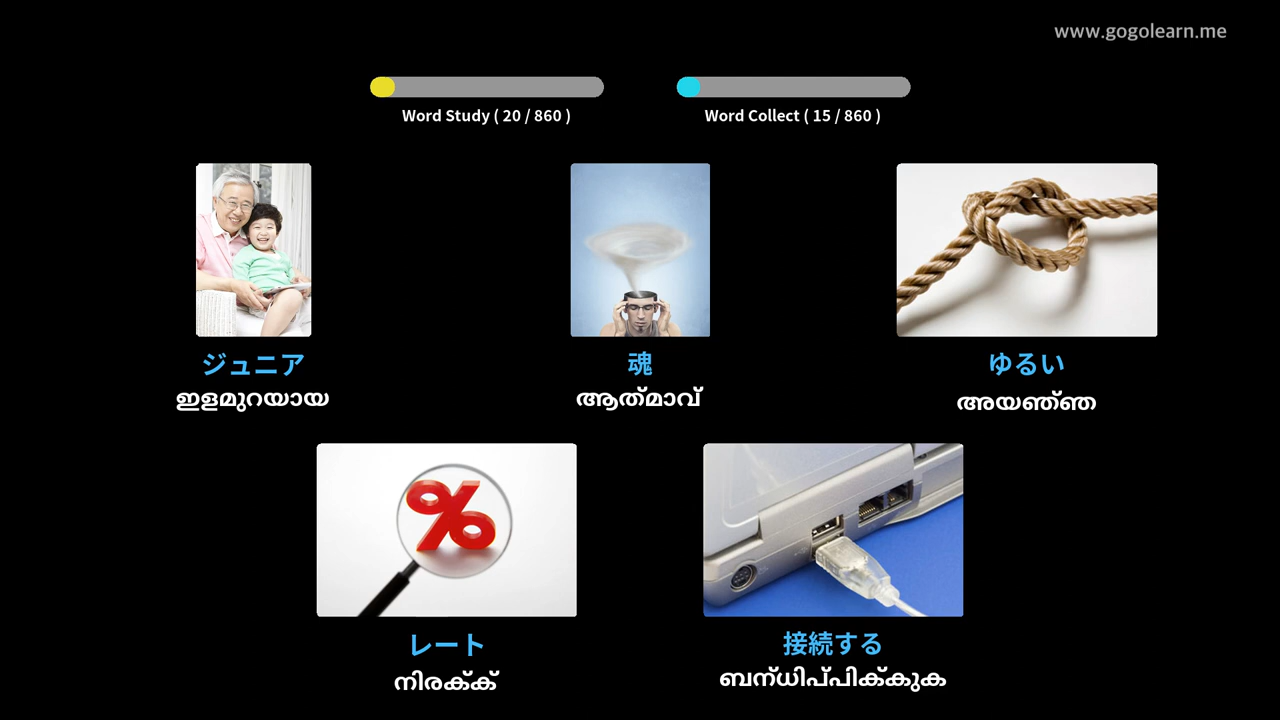 www.gogolearn.me
Word Study ( 20 / 860 )
Word Collect ( 15 / 860 )
ジュニア
ഇളമുറയായ
魂
ആത്മാവ്
ゆるい
അയഞ്ഞ
レート
നിരക്ക്
接続する
ബന്ധിപ്പിക്കുക